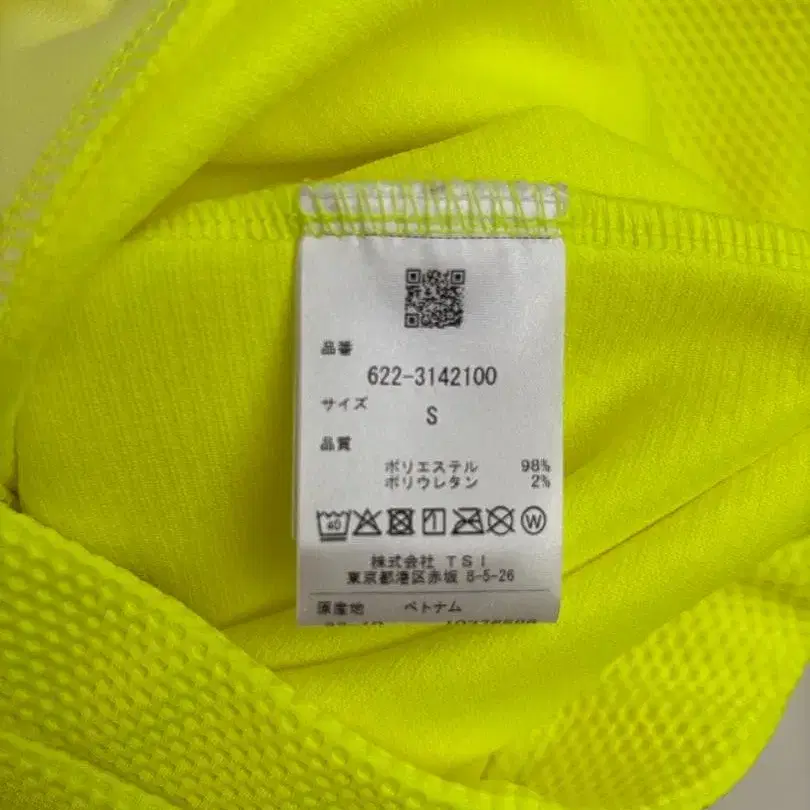 品番
622-3142100
サイズ
S
品質
ポリエステル 98%
ポリウレタン 2%
40
W
株式会社 TSI
東京都港区赤坂 8-5-26
原産地 ベトナム